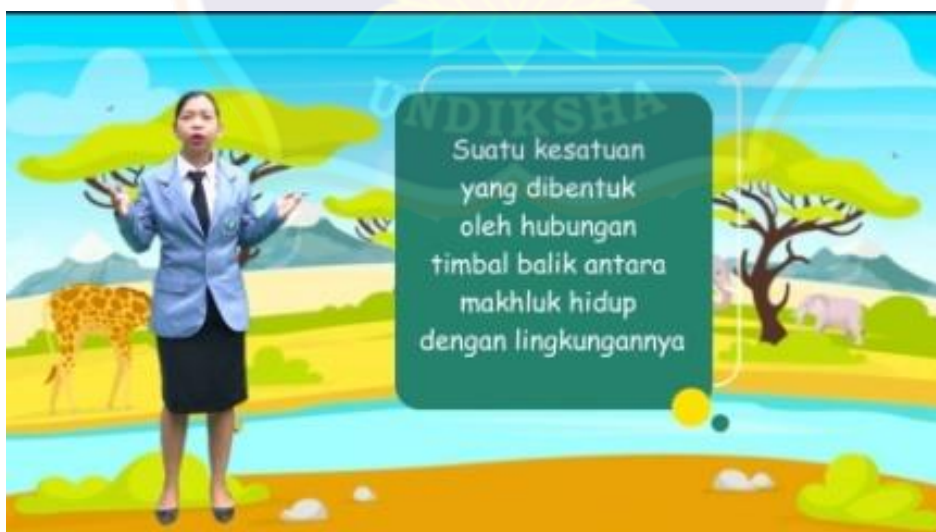 UNDIKSHA
Suatu kesatuan
yang dibentuk
oleh hubungan
timbal balik antara
makhluk hidup
dengan lingkungannya